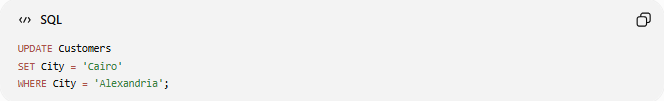 SQL
UPDATE Customers
SET City = 'Cairo'
WHERE City = 'Alexandria';